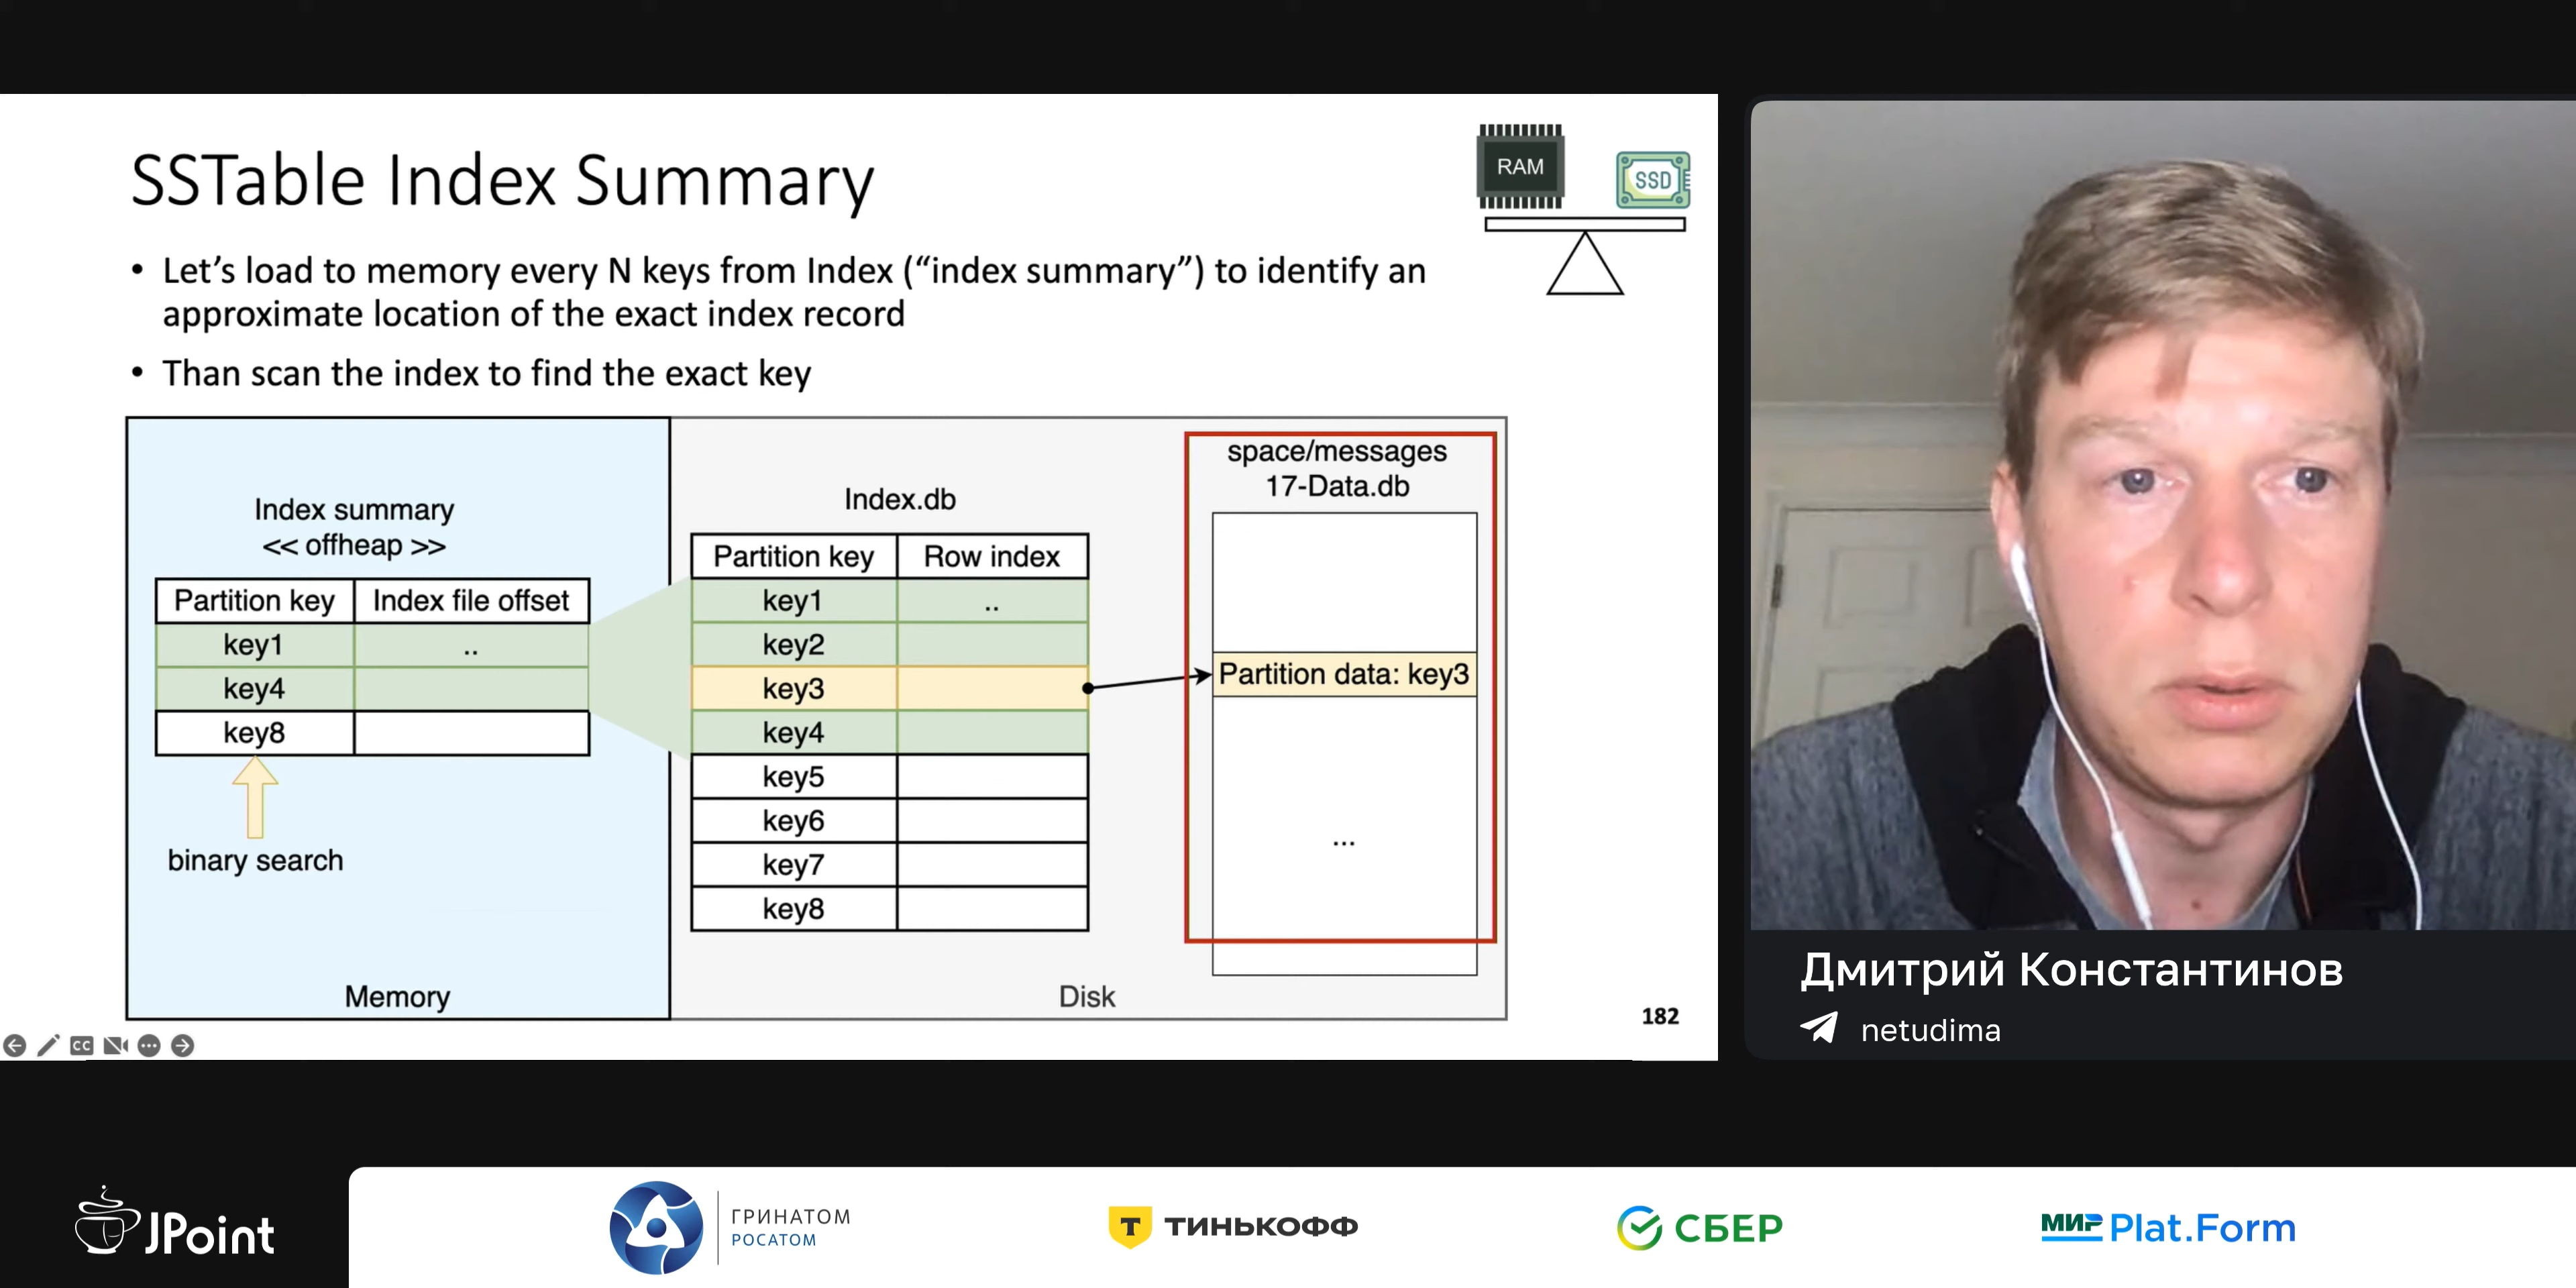 SSTable Index Summary
RAM
SSD
• Let’s load to memory every N keys from Index (“index summary”) to identify an
approximate location of the exact index record
• Than scan the index to find the exact key
Index summary
<< offheap >>
Partition key Index file offset
key1 ..
key4
key8
binary search
Memory
Index.db
Partition key Row index
key1 ..
key2
key3
key4
key5
key6
key7
key8
space/messages
17-Data.db
Partition data: key3
...
Disk
182
CC
Дмитрий Константинов
netudima
JPoint
ГРИНАТОМ
РОСАТОМ
Т ТИНЬКОФФ
СБЕР
МИР Plat.Form